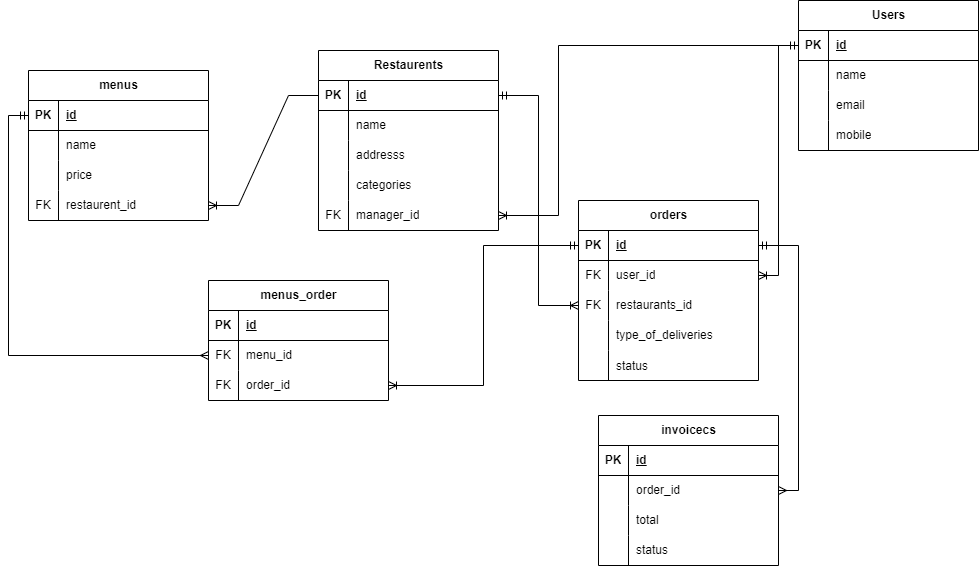 Users
PK id
name
email
mobile
Restaurents
PK id
name
addresss
categories
FK manager_id
menus
PK id
name
price
FK restaurent_id
orders
PK id
FK user_id
FK restaurants_id
type_of_deliveries
status
menus_order
PK id
FK menu_id
FK order_id
invoicecs
PK id
order_id
total
status